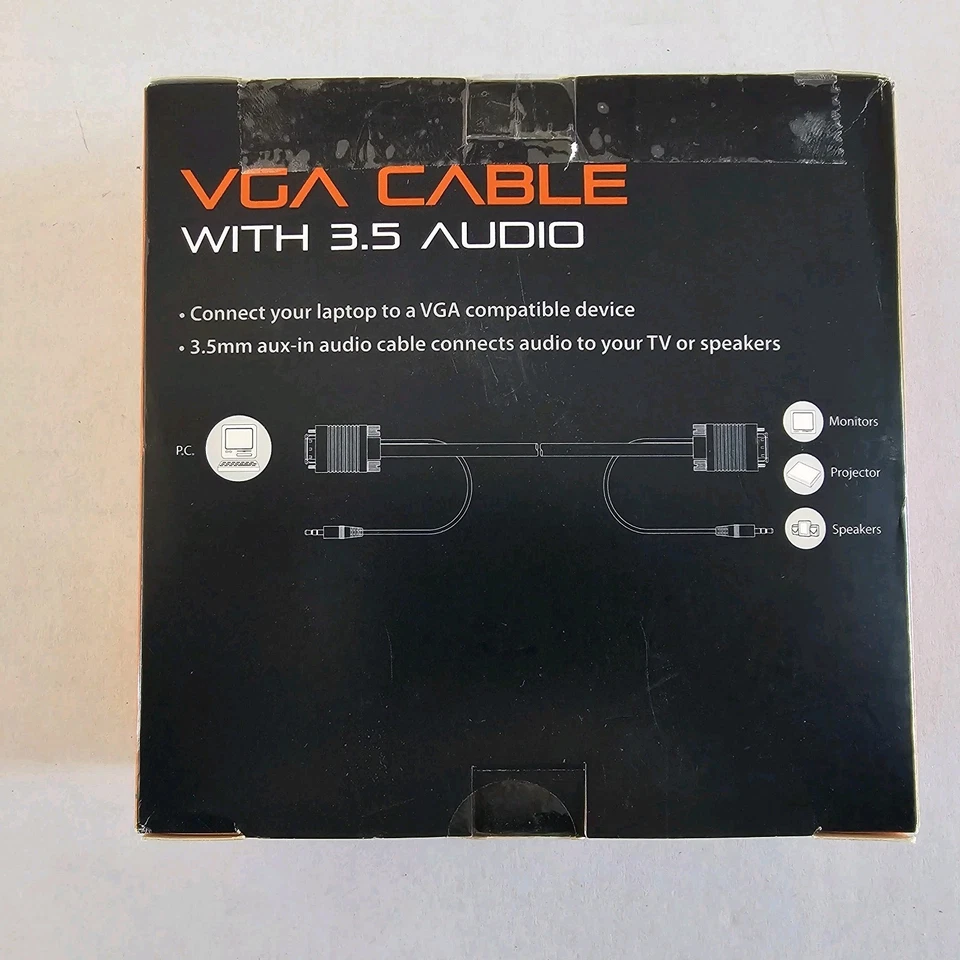 VGA CABLE
WITH 3.5 AUDIO
• Connect your laptop to a VGA compatible device
• 3.5mm aux-in audio cable connects audio to your TV or speakers
P.C.
Monitors
Projector
Speakers